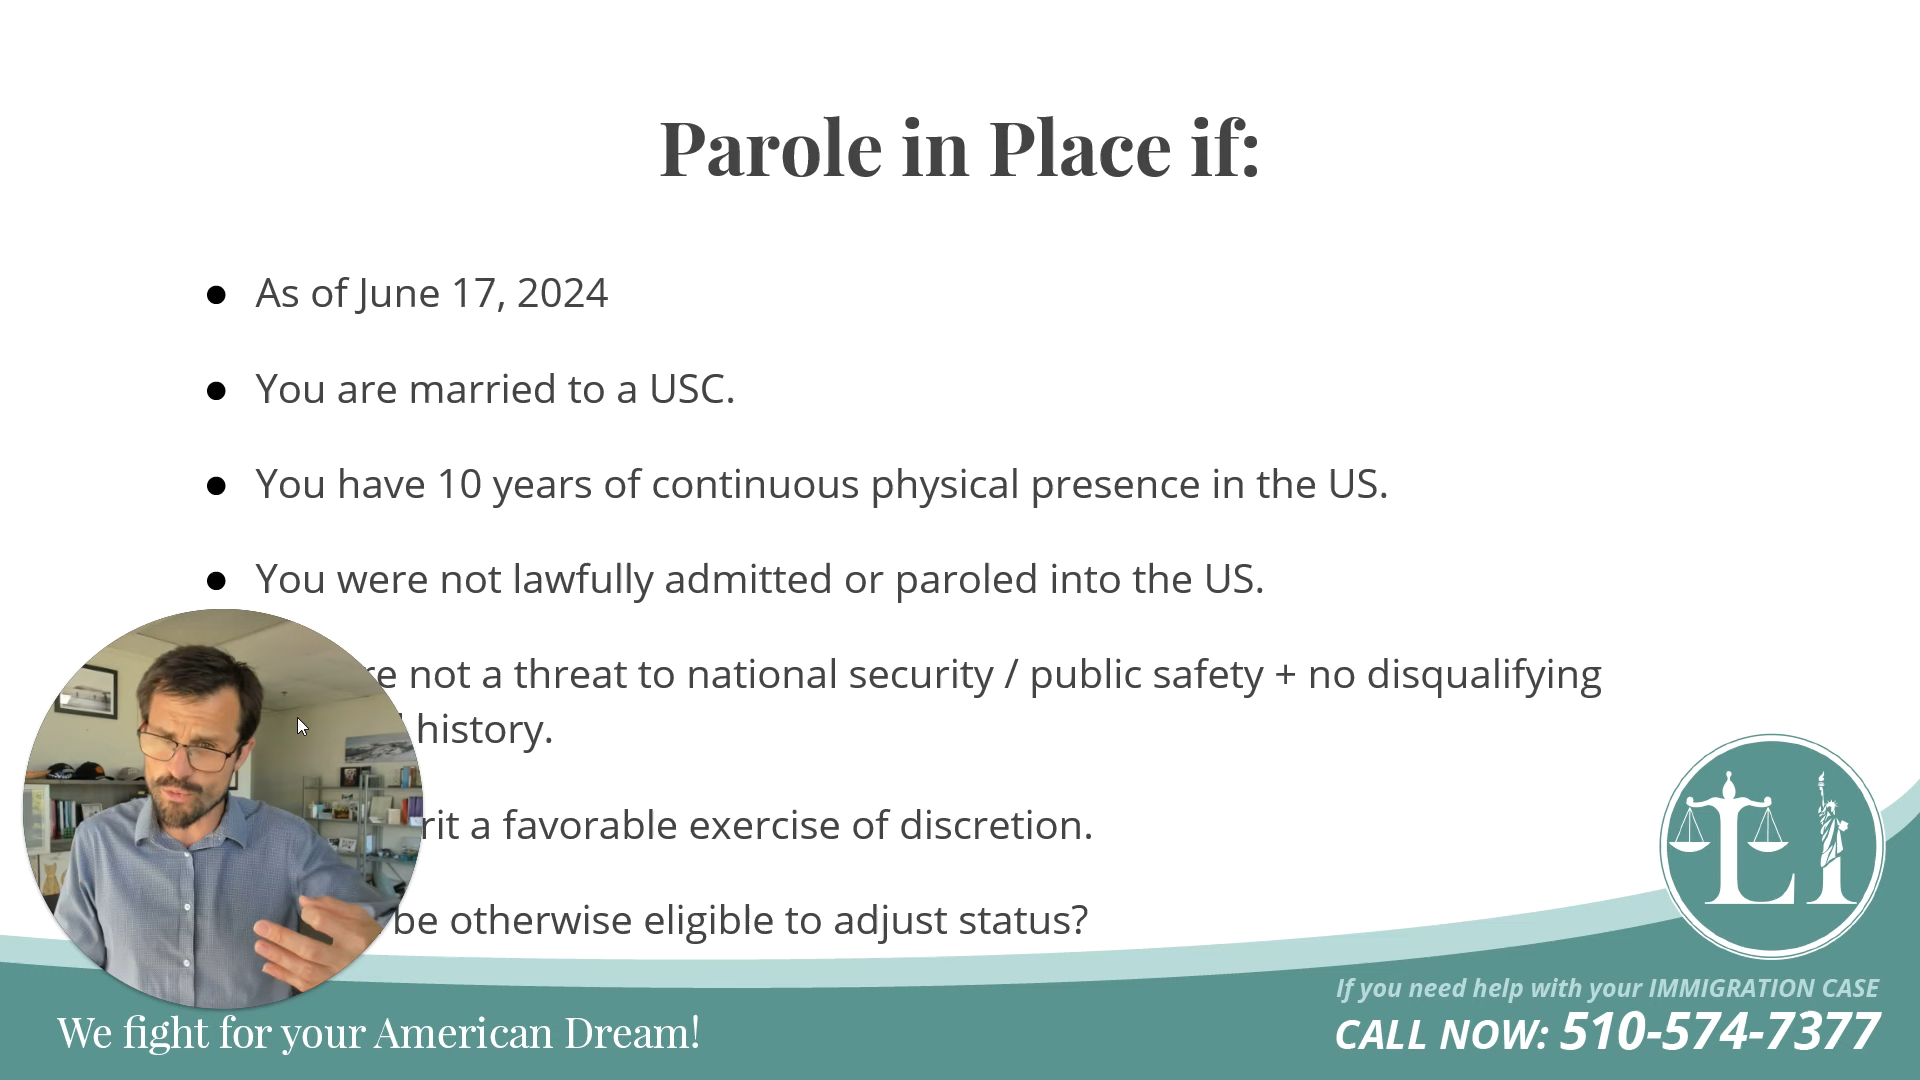 Parole in Place if:
● As of June 17, 2024
● You are married to a USC.
● You have 10 years of continuous physical presence in the US.
● You were not lawfully admitted or paroled into the US.
not a threat to national security / public safety + no disqualifying
history.
a favorable exercise of discretion.
be otherwise eligible to adjust status?
LI
If you need help with your IMMIGRATION CASE
We fight for your American Dream!
CALL NOW: 510-574-7377